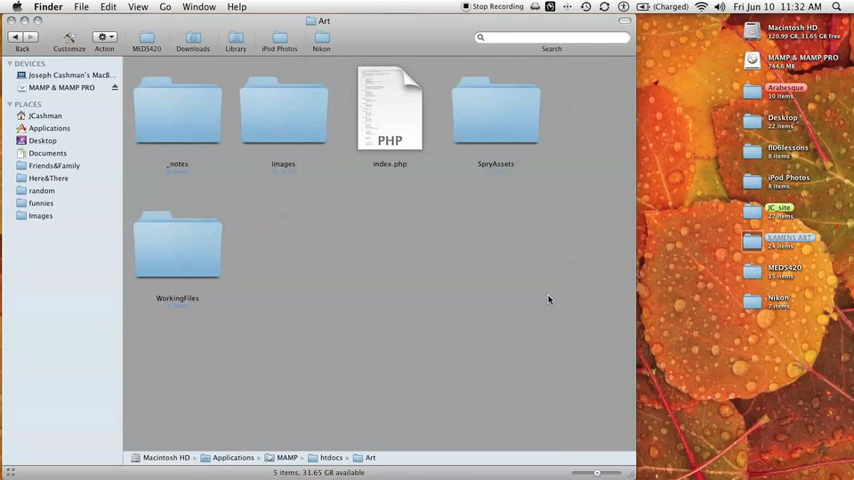 Finder File Edit View Go Window Help Stop Recording (Charged) Fri Jun 10 11:32 AM
Art
Back Customize Action MEDS420 Downloads Library iPod Photos Nikon Search
DEVICES
Joseph Cashman's MacB...
MAMP & MAMP PRO
PLACES
JCashman
Applications
Desktop
Documents
Friends&Family
Here&There
random
funnies
Images
_notes Images index.php SpryAssets
PHP
WorkingFiles
Macintosh HD Applications MAMP htdocs Art
5 items, 31.65 GB available
Macintosh HD
120.99 GB, 31.65 GB free
MAMP & MAMP PRO
744.6 MB
Arabesque
10 items
Desktop
22 items
fl06lessons
8 items
iPod Photos
8 items
JC_site
27 items
KAMENS ART
24 items
MEDS420
15 items
Nikon
2 items